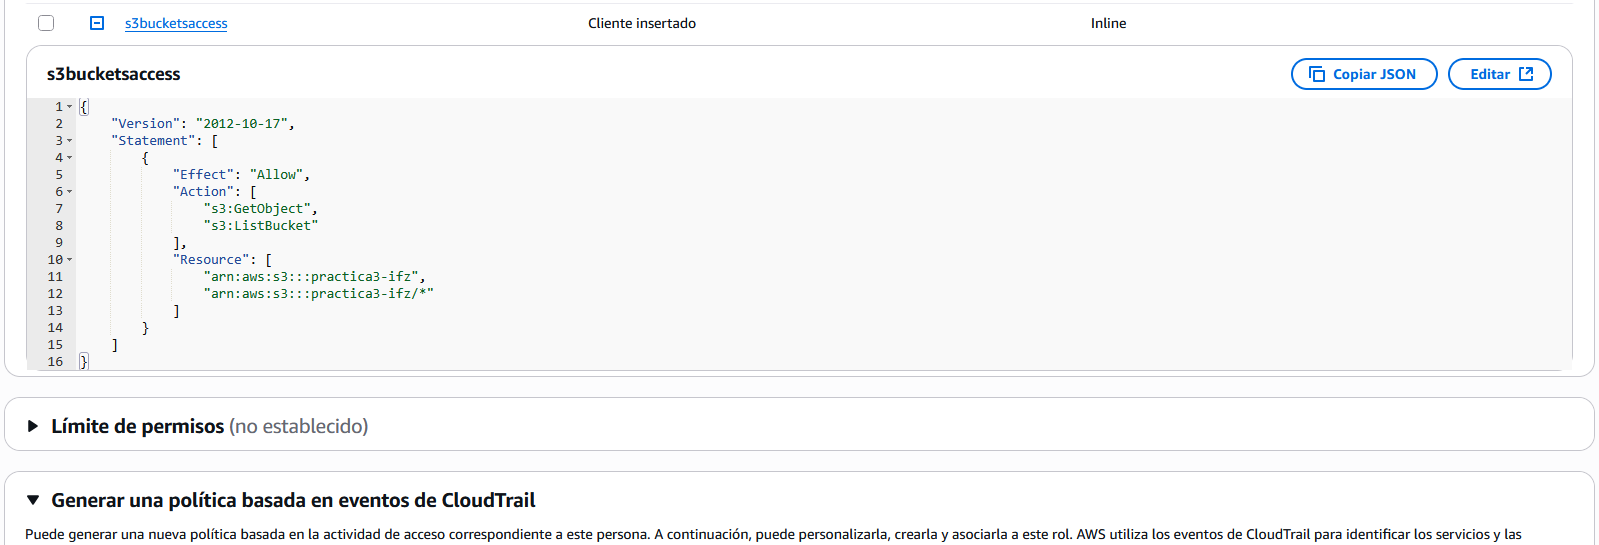 s3bucketsaccess Cliente insertado Inline
s3bucketsaccess Copiar JSON Editar
1 {
2 "Version": "2012-10-17",
3 "Statement": [
4 {
5 "Effect": "Allow",
6 "Action": [
7 "s3:GetObject",
8 "s3:ListBucket"
9 ],
10 "Resource": [
11 "arn:aws:s3:::practica3-ifz",
12 "arn:aws:s3:::practica3-ifz/*"
13 ]
14 }
15 ]
16 }
Límite de permisos (no establecido)
Generar una política basada en eventos de CloudTrail
Puede generar una nueva política basada en la actividad de acceso correspondiente a este persona. A continuación, puede personalizarla, crearla y asociarla a este rol. AWS utiliza los eventos de CloudTrail para identificar los servicios y las